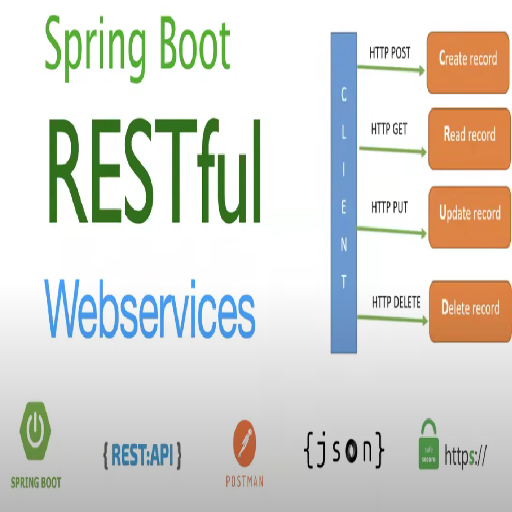 Spring Boot
RESTful
Webservices
CLIENT
HTTP POST
Create record
HTTP GET
Read record
HTTP PUT
Update record
HTTP DELETE
Delete record
SPRING BOOT
{REST:API}
POSTMAN
{json}
https://